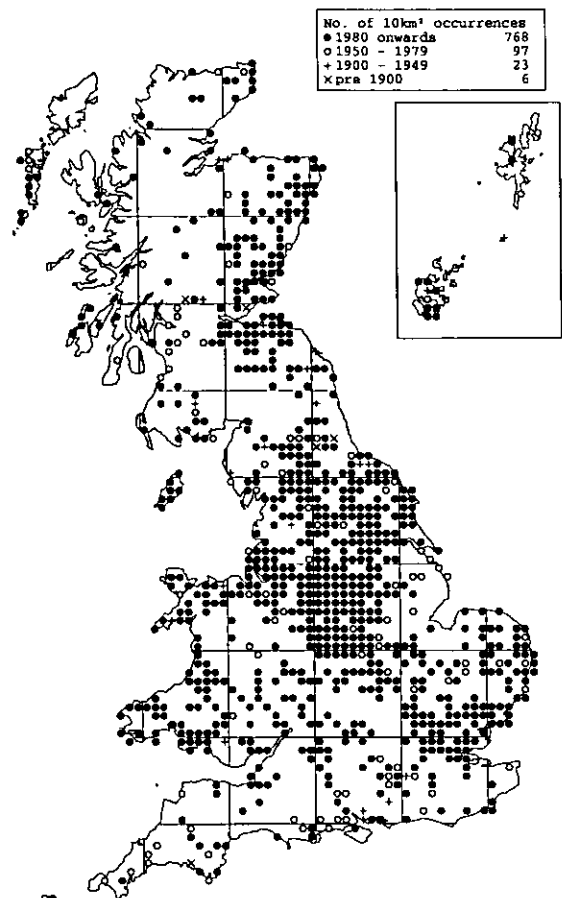 No. of 10km² occurrences
● 1980 onwards 768
○ 1950 - 1979 97
+ 1900 - 1949 23
× pre 1900 6